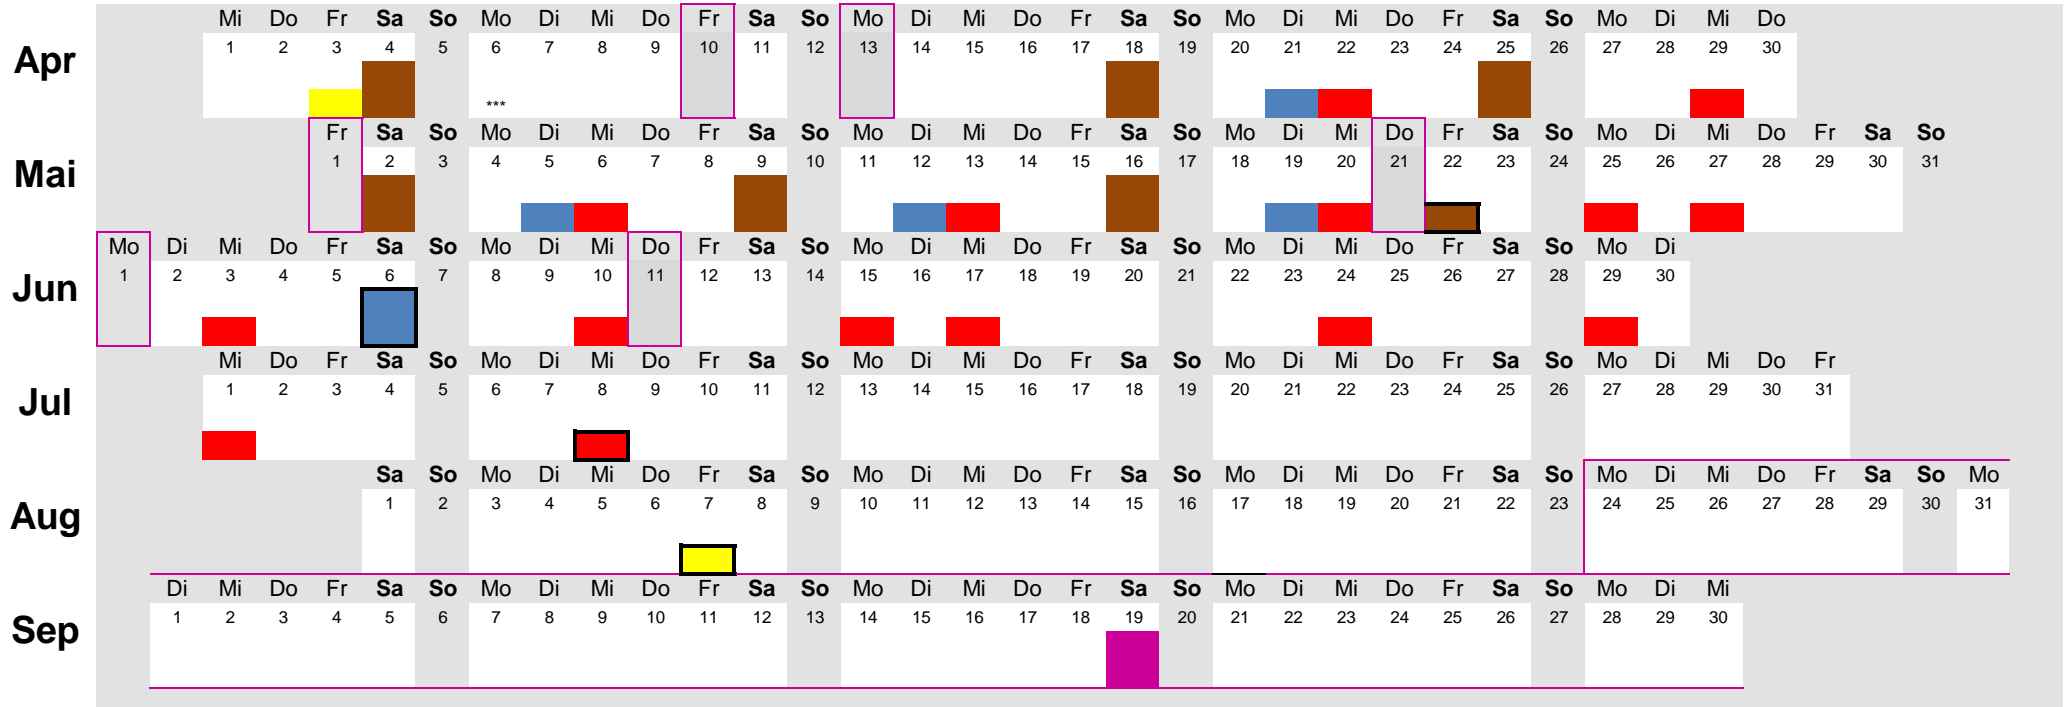 Mi Do Fr Sa So Mo Di Mi Do Fr Sa So Mo Di Mi Do Fr Sa So Mo Di Mi Do Fr Sa So Mo Di Mi Do
Apr 1 2 3 4 5 6 7 8 9 10 11 12 13 14 15 16 17 18 19 20 21 22 23 24 25 26 27 28 29 30
***
Fr Sa So Mo Di Mi Do Fr Sa So Mo Di Mi Do Fr Sa So Mo Di Mi Do Fr Sa So Mo Di Mi Do Fr Sa So
Mai 1 2 3 4 5 6 7 8 9 10 11 12 13 14 15 16 17 18 19 20 21 22 23 24 25 26 27 28 29 30 31
Mo Di Mi Do Fr Sa So Mo Di Mi Do Fr Sa So Mo Di Mi Do Fr Sa So Mo Di Mi Do Fr Sa So Mo Di
Jun 1 2 3 4 5 6 7 8 9 10 11 12 13 14 15 16 17 18 19 20 21 22 23 24 25 26 27 28 29 30
Mi Do Fr Sa So Mo Di Mi Do Fr Sa So Mo Di Mi Do Fr Sa So Mo Di Mi Do Fr Sa So Mo Di Mi Do Fr
Jul 1 2 3 4 5 6 7 8 9 10 11 12 13 14 15 16 17 18 19 20 21 22 23 24 25 26 27 28 29 30 31
Sa So Mo Di Mi Do Fr Sa So Mo Di Mi Do Fr Sa So Mo Di Mi Do Fr Sa So Mo Di Mi Do Fr Sa So Mo
Aug 1 2 3 4 5 6 7 8 9 10 11 12 13 14 15 16 17 18 19 20 21 22 23 24 25 26 27 28 29 30 31
Di Mi Do Fr Sa So Mo Di Mi Do Fr Sa So Mo Di Mi Do Fr Sa So Mo Di Mi Do Fr Sa So Mo Di Mi
Sep 1 2 3 4 5 6 7 8 9 10 11 12 13 14 15 16 17 18 19 20 21 22 23 24 25 26 27 28 29 30